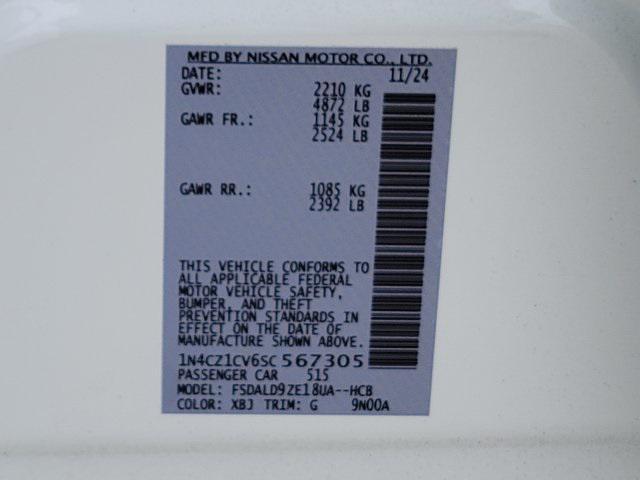 MFD BY NISSAN MOTOR CO., LTD.
DATE: 11/24
GVWR: 2210 KG
4872 LB
GAWR FR.: 1145 KG
2524 LB
GAWR RR.: 1085 KG
2392 LB
THIS VEHICLE CONFORMS TO
ALL APPLICABLE FEDERAL
MOTOR VEHICLE SAFETY,
BUMPER, AND THEFT
PREVENTION STANDARDS IN
EFFECT ON THE DATE OF
MANUFACTURE SHOWN ABOVE.
1N4CZ1CV6SC567305
PASSENGER CAR 515
MODEL: FSDALD9ZE18UA--HCB
COLOR: XBJ TRIM: G 9N00A